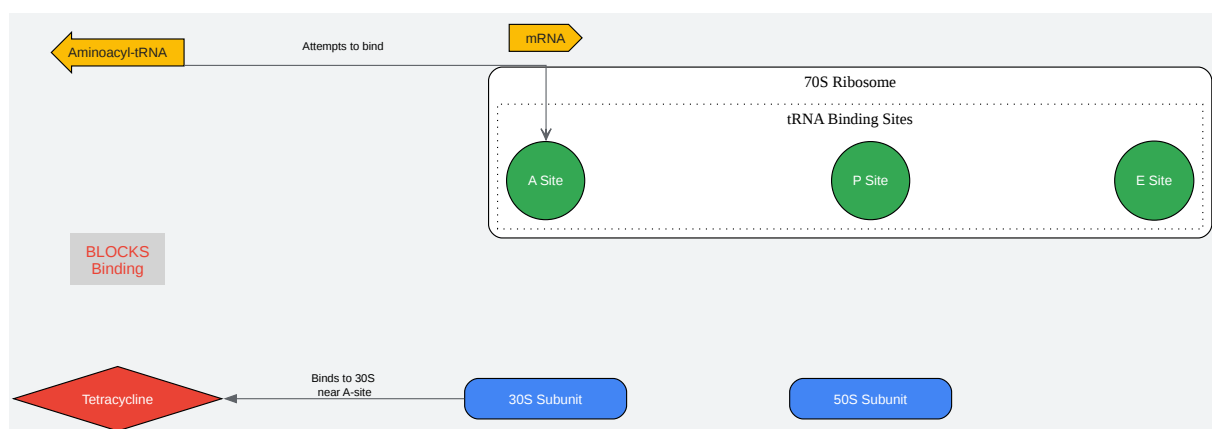 mRNA
Aminoacyl-tRNA
Attempts to bind
70S Ribosome
tRNA Binding Sites
A Site
P Site
E Site
BLOCKS
Binding
Tetracycline
Binds to 30S
near A-site
30S Subunit
50S Subunit